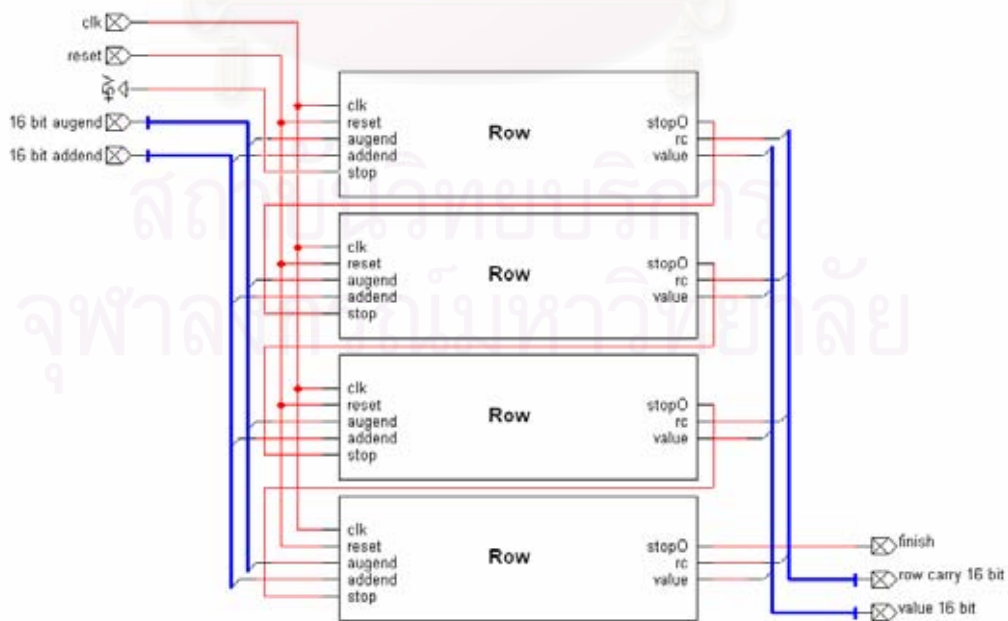 clk
reset
+5V
16 bit augend
16 bit addend
clk
reset
augend
addend
stop
Row
stopO
rc
value
clk
reset
augend
addend
stop
Row
stopO
rc
value
clk
reset
augend
addend
stop
Row
stopO
rc
value
clk
reset
augend
addend
stop
Row
stopO
rc
value
finish
row carry 16 bit
value 16 bit
สถาบันวิทยบริการ
จุฬาลงกรณ์มหาวิทยาลัย